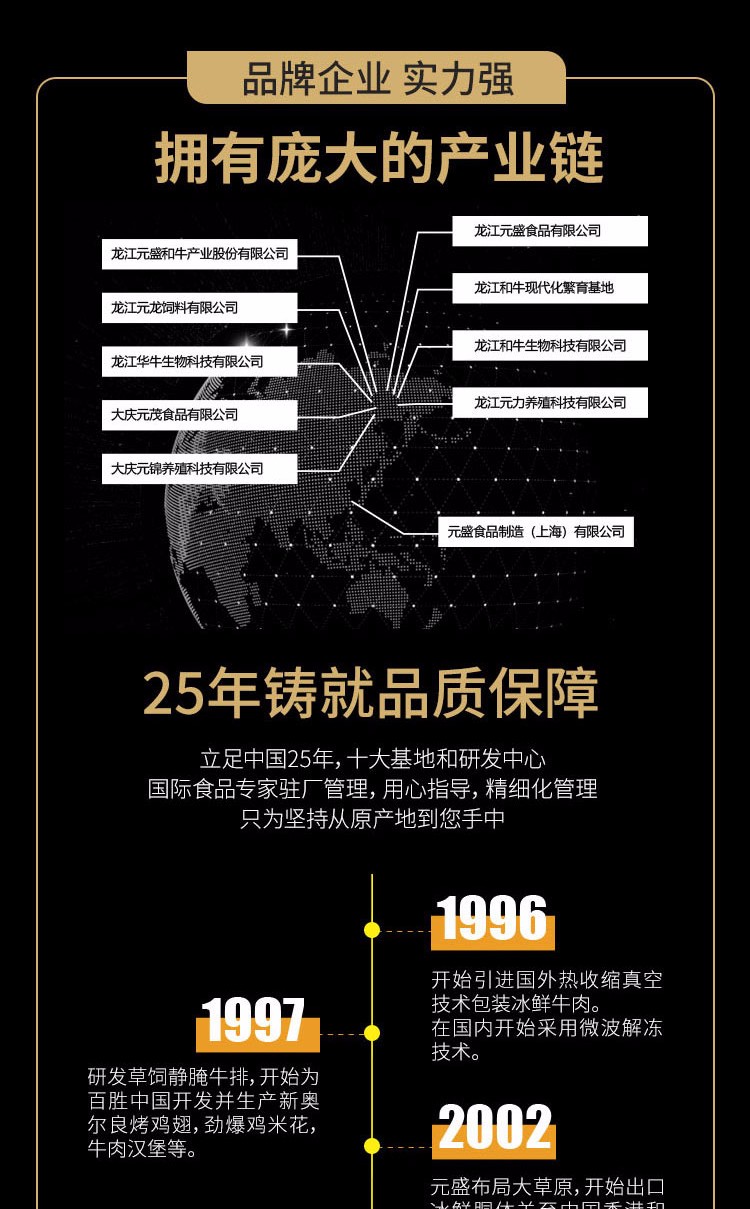 品牌企业 实力强
拥有庞大的产业链
龙江元盛和牛产业股份有限公司
龙江元龙饲料有限公司
龙江华牛生物科技有限公司
大庆元茂食品有限公司
大庆元锦养殖科技有限公司
龙江元盛食品有限公司
龙江和牛现代化繁育基地
龙江和牛生物科技有限公司
龙江元力养殖科技有限公司
元盛食品制造（上海）有限公司
25年铸就品质保障
立足中国25年，十大基地和研发中心
国际食品专家驻厂管理，用心指导，精细化管理
只为坚持从原产地到您手中
1996
开始引进国外热收缩真空
技术包装冰鲜牛肉。
在国内开始采用微波解冻
技术。
1997
研发草饲静腌牛排，开始为
百胜中国开发并生产新奥
尔良烤鸡翅，劲爆鸡米花，
牛肉汉堡等。
2002
元盛布局大草原，开始出口